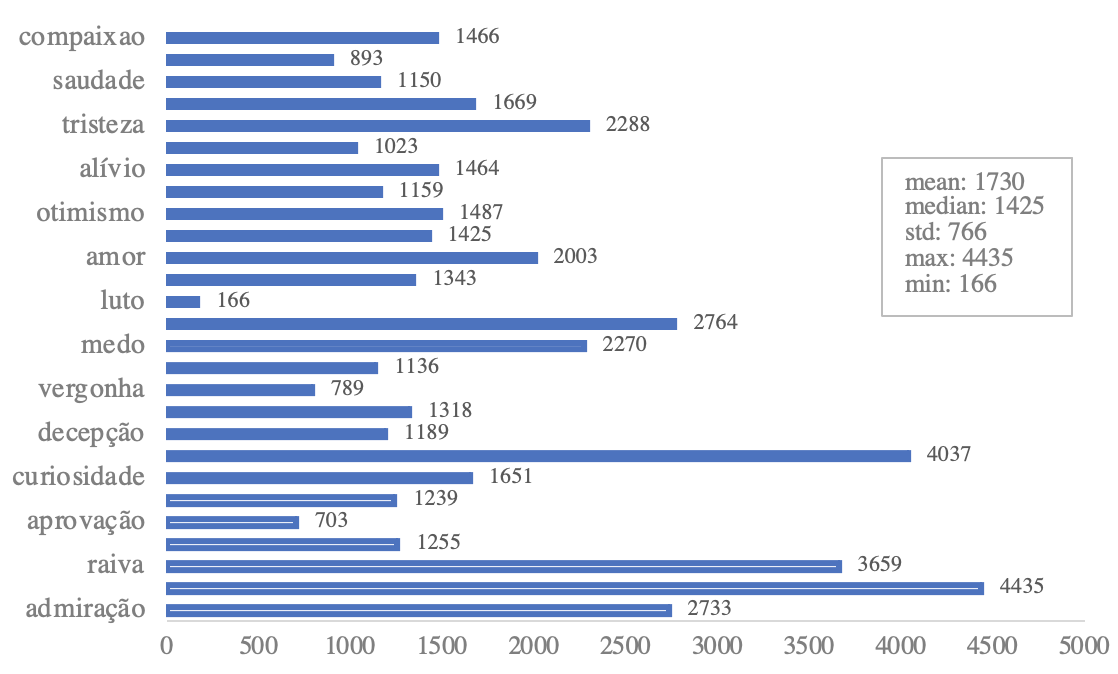 compaixao 1466
893
saudade 1150
1669
tristeza 2288
1023
alívio 1464
1159
otimismo 1487
1425
amor 2003
1343
luto 166
2764
medo 2270
1136
vergonha 789
1318
decepção 1189
4037
curiosidade 1651
1239
aprovação 703
1255
raiva 3659
4435
admiração 2733
0 500 1000 1500 2000 2500 3000 3500 4000 4500 5000
mean: 1730
median: 1425
std: 766
max: 4435
min: 166